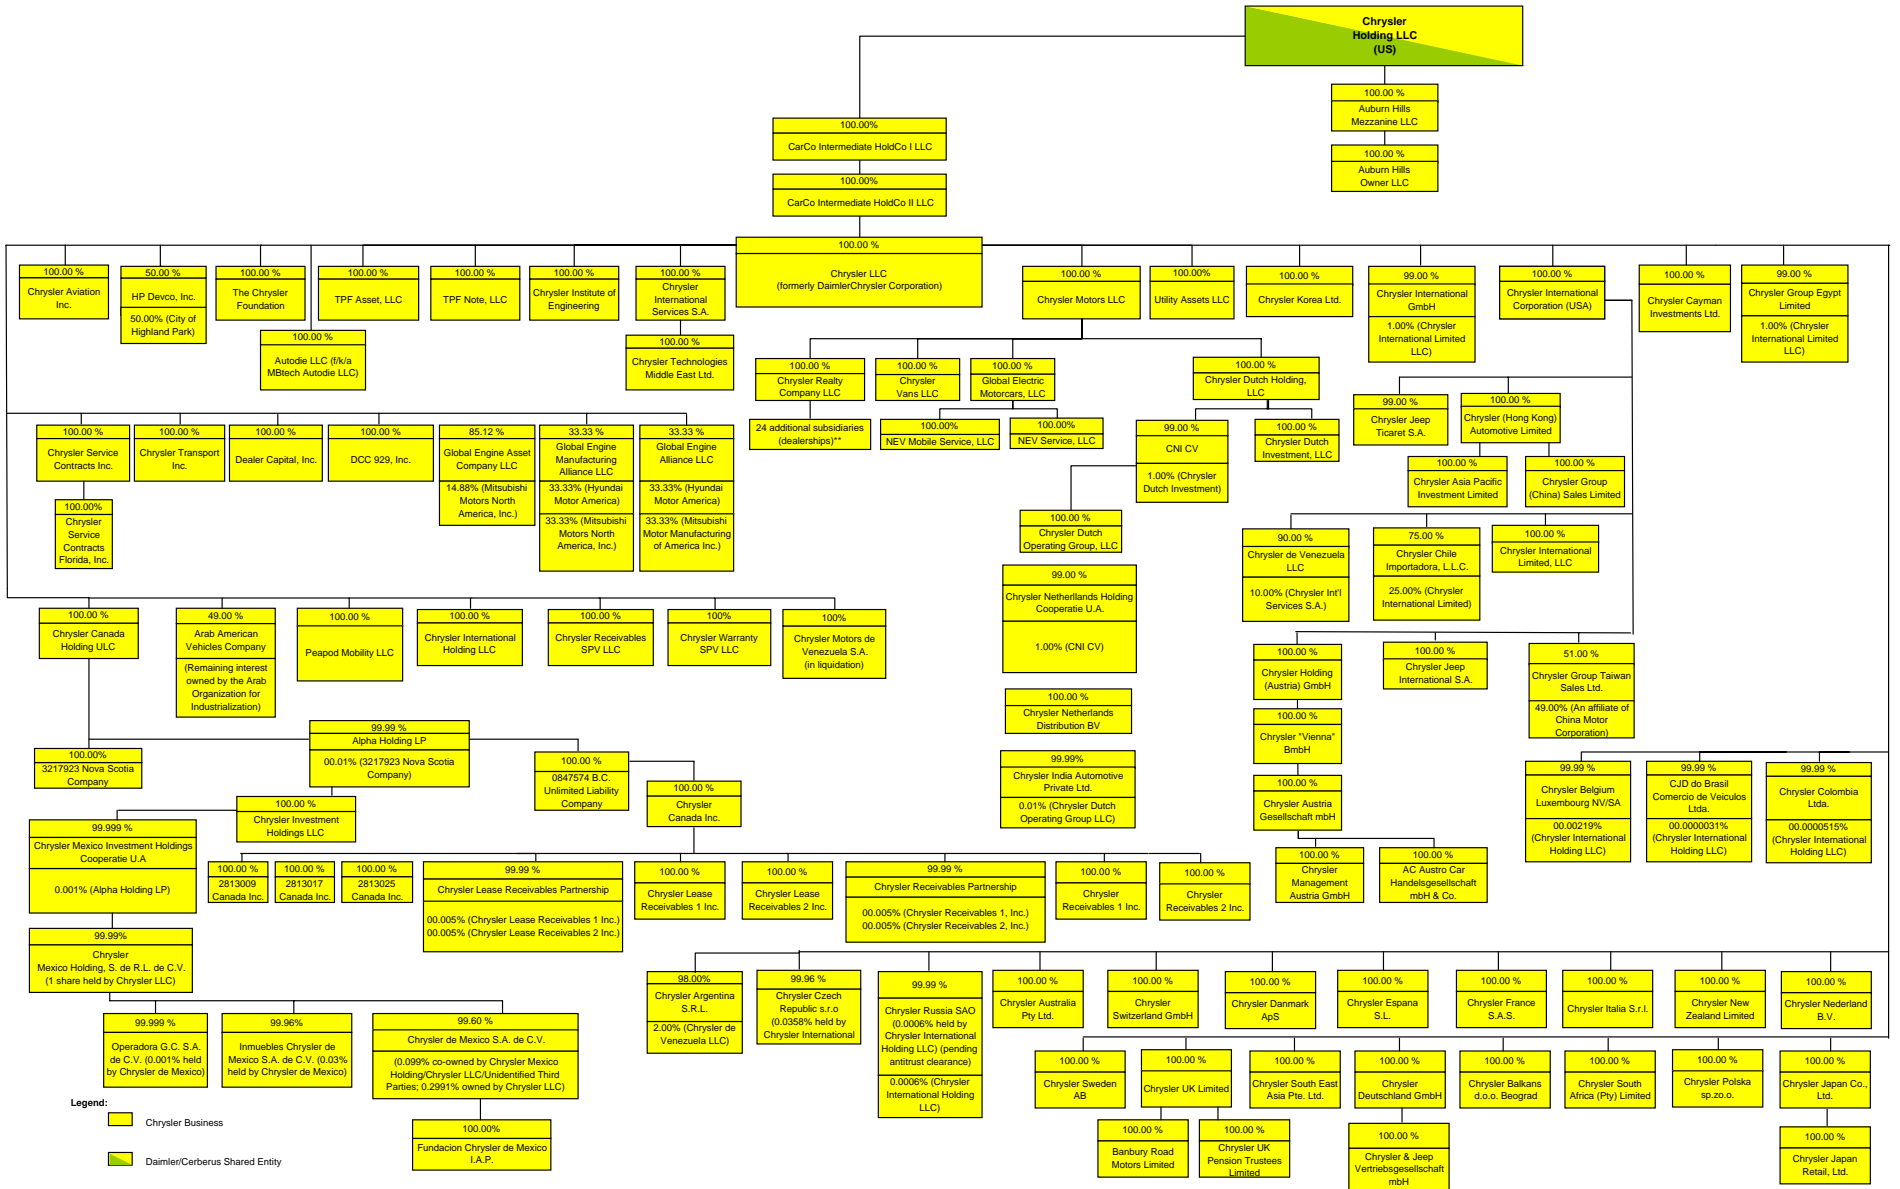 Chrysler
Holding LLC
(US)
100.00 %
Auburn Hills
Mezzanine LLC
100.00 %
Auburn Hills
Owner LLC
100.00%
CarCo Intermediate HoldCo I LLC
100.00%
CarCo Intermediate HoldCo II LLC
100.00 %
Chrysler LLC
(formerly DaimlerChrysler Corporation)
100.00 %
Chrysler Aviation
Inc.
50.00 %
HP Devco, Inc.
50.00% (City of
Highland Park)
100.00 %
The Chrysler
Foundation
100.00 %
Autodie LLC (f/k/a
MBtech Autodie LLC)
100.00 %
TPF Asset, LLC
100.00 %
TPF Note, LLC
100.00 %
Chrysler Institute of
Engineering
100.00 %
Chrysler
International
Services S.A.
100.00 %
Chrysler Technologies
Middle East Ltd.
100.00 %
Chrysler Motors LLC
100.00%
Utility Assets LLC
100.00 %
Chrysler Korea Ltd.
99.00 %
Chrysler International
GmbH
1.00% (Chrysler
International Limited
LLC)
100.00 %
Chrysler International
Corporation (USA)
100.00 %
Chrysler Cayman
Investments Ltd.
99.00 %
Chrysler Group Egypt
Limited
1.00% (Chrysler
International Limited
LLC)
100.00 %
Chrysler Realty
Company LLC
24 additional subsidiaries
(dealerships)**
100.00 %
Chrysler
Vans LLC
100.00 %
Global Electric
Motorcars, LLC
100.00%
NEV Mobile Service, LLC
100.00%
NEV Service, LLC
100.00 %
Chrysler Dutch Holding,
LLC
99.00 %
CNI CV
1.00% (Chrysler
Dutch Investment)
100.00 %
Chrysler Dutch
Investment, LLC
99.00 %
Chrysler Jeep
Ticaret S.A.
100.00 %
Chrysler (Hong Kong)
Automotive Limited
100.00 %
Chrysler Asia Pacific
Investment Limited
100.00 %
Chrysler Group
(China) Sales Limited
100.00 %
Chrysler Service
Contracts Inc.
100.00%
Chrysler
Service
Contracts
Florida, Inc.
100.00 %
Chrysler Transport
Inc.
100.00 %
Dealer Capital, Inc.
100.00 %
DCC 929, Inc.
85.12 %
Global Engine Asset
Company LLC
14.88% (Mitsubishi
Motors North
America, Inc.)
33.33 %
Global Engine
Manufacturing
Alliance LLC
33.33% (Hyundai
Motor America)
33.33% (Mitsubishi
Motors North
America, Inc.)
33.33 %
Global Engine
Alliance LLC
33.33% (Hyundai
Motor America)
33.33% (Mitsubishi
Motor Manufacturing
of America Inc.)
100.00 %
Chrysler Dutch
Operating Group, LLC
99.00 %
Chrysler Netherllands Holding
Cooperatie U.A.
1.00% (CNI CV)
100.00 %
Chrysler Netherlands
Distribution BV
99.99%
Chrysler India Automotive
Private Ltd.
0.01% (Chrysler Dutch
Operating Group LLC)
90.00 %
Chrysler de Venezuela
LLC
10.00% (Chrysler Int'l
Services S.A.)
75.00 %
Chrysler Chile
Importadora, L.L.C.
25.00% (Chrysler
International Limited)
100.00 %
Chrysler International
Limited, LLC
100.00 %
Chrysler Holding
(Austria) GmbH
100.00 %
Chrysler "Vienna"
BmbH
100.00 %
Chrysler Austria
Gesellschaft mbH
100.00 %
Chrysler
Management
Austria GmbH
100.00 %
AC Austro Car
Handelsgesellschaft
mbH & Co.
100.00 %
Chrysler Jeep
International S.A.
51.00 %
Chrysler Group Taiwan
Sales Ltd.
49.00% (An affiliate of
China Motor
Corporation)
100.00 %
Chrysler Canada
Holding ULC
49.00 %
Arab American
Vehicles Company
(Remaining interest
owned by the Arab
Organization for
Industrialization)
100.00 %
Peapod Mobility LLC
100.00 %
Chrysler International
Holding LLC
100.00 %
Chrysler Receivables
SPV LLC
100%
Chrysler Warranty
SPV LLC
100%
Chrysler Motors de
Venezuela S.A.
(in liquidation)
100.00%
3217923 Nova Scotia
Company
99.99 %
Alpha Holding LP
00.01% (3217923 Nova Scotia
Company)
100.00 %
0847574 B.C.
Unlimited Liability
Company
100.00 %
Chrysler
Canada Inc.
100.00 %
Chrysler Investment
Holdings LLC
99.999 %
Chrysler Mexico Investment Holdings
Cooperatie U.A
0.001% (Alpha Holding LP)
99.99%
Chrysler
Mexico Holding, S. de R.L. de C.V.
(1 share held by Chrysler LLC)
99.999 %
Operadora G.C. S.A.
de C.V. (0.001% held
by Chrysler de Mexico)
99.96%
Inmuebles Chrysler de
Mexico S.A. de C.V. (0.03%
held by Chrysler de Mexico)
99.60 %
Chrysler de Mexico S.A. de C.V.
(0.099% co-owned by Chrysler Mexico
Holding/Chrysler LLC/Unidentified Third
Parties; 0.2991% owned by Chrysler LLC)
100.00%
Fundacion Chrysler de Mexico
I.A.P.
100.00 %
2813009
Canada Inc.
100.00 %
2813017
Canada Inc.
100.00 %
2813025
Canada Inc.
99.99 %
Chrysler Lease Receivables Partnership
00.005% (Chrysler Lease Receivables 1 Inc.)
00.005% (Chrysler Lease Receivables 2 Inc.)
100.00 %
Chrysler Lease
Receivables 1 Inc.
100.00 %
Chrysler Lease
Receivables 2 Inc.
99.99 %
Chrysler Receivables Partnership
00.005% (Chrysler Receivables 1, Inc.)
00.005% (Chrysler Receivables 2, Inc.)
100.00 %
Chrysler
Receivables 1 Inc.
100.00 %
Chrysler
Receivables 2 Inc.
99.99 %
Chrysler Belgium
Luxembourg NV/SA
00.00219%
(Chrysler International
Holding LLC)
99.99 %
CJD do Brasil
Comercio de Veiculos
Ltda.
00.0000031%
(Chrysler International
Holding LLC)
99.99 %
Chrysler Colombia
Ltda.
00.0000515%
(Chrysler International
Holding LLC)
98.00%
Chrysler Argentina
S.R.L.
2.00% (Chrysler de
Venezuela LLC)
99.96 %
Chrysler Czech
Republic s.r.o
(0.0358% held by
Chrysler International
99.99 %
Chrysler Russia SAO
(0.0006% held by
Chrysler International
Holding LLC) (pending
antitrust clearance)
0.0006% (Chrysler
International Holding
LLC)
100.00 %
Chrysler Australia
Pty Ltd.
100.00 %
Chrysler
Switzerland GmbH
100.00 %
Chrysler Danmark
ApS
100.00 %
Chrysler Espana
S.L.
100.00 %
Chrysler France
S.A.S.
100.00 %
Chrysler Italia S.r.l.
100.00 %
Chrysler New
Zealand Limited
100.00 %
Chrysler Nederland
B.V.
100.00 %
Chrysler Sweden
AB
100.00 %
Chrysler UK Limited
100.00 %
Banbury Road
Motors Limited
100.00 %
Chrysler UK
Pension Trustees
Limited
100.00 %
Chrysler South East
Asia Pte. Ltd.
100.00 %
Chrysler
Deutschland GmbH
100.00 %
Chrysler & Jeep
Vertriebsgesellschaft
mbH
100.00 %
Chrysler Balkans
d.o.o. Beograd
100.00 %
Chrysler South
Africa (Pty) Limited
100.00 %
Chrysler Polska
sp.zo.o.
100.00 %
Chrysler Japan Co.,
Ltd.
100.00 %
Chrysler Japan
Retail, Ltd.
Legend:
Chrysler Business
Daimler/Cerberus Shared Entity